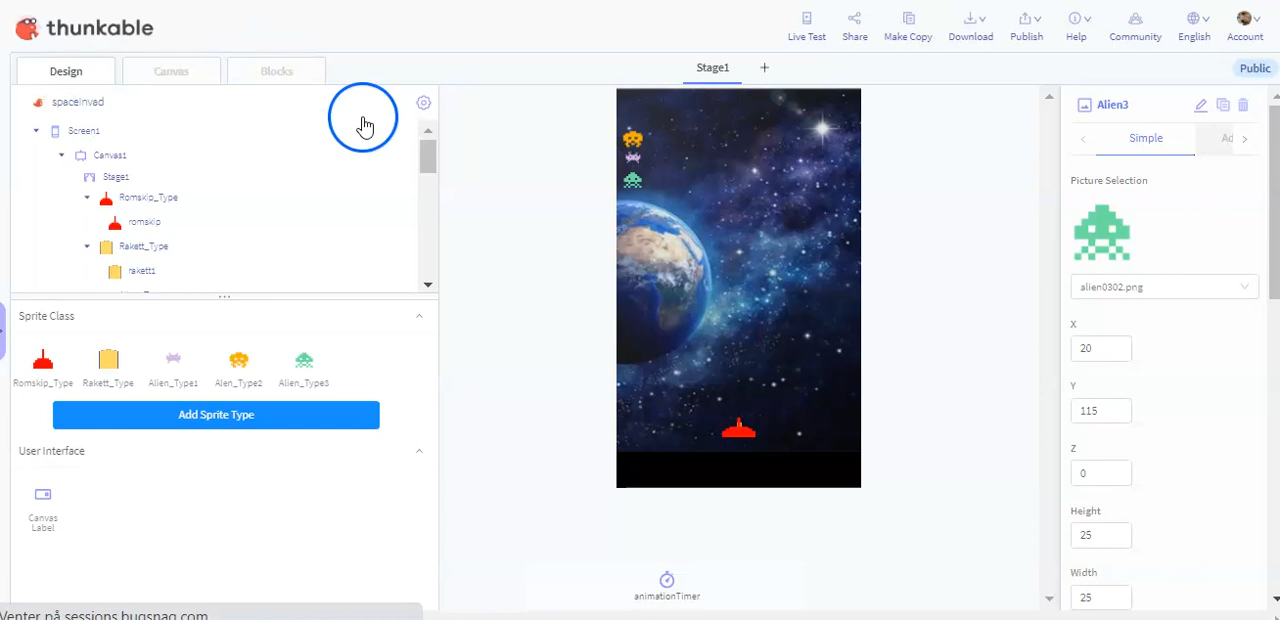 thunkable
Live Test
Share
Make Copy
Download
Publish
Help
Community
English
Account
Design
Canvas
Blocks
Stage1
Public
spaceInvad
Screen1
Canvas1
Stage1
Romskip_Type
romskip
Rakett_Type
rakett1
Sprite Class
Romskip_Type
Rakett_Type
Alien_Type1
Alen_Type2
Alien_Type3
Add Sprite Type
User Interface
Canvas
Label
animationTimer
Venter på sessions.bugsnag.com
Alien3
Simple
Picture Selection
alien0302.png
X
20
Y
115
Z
0
Height
25
Width
25